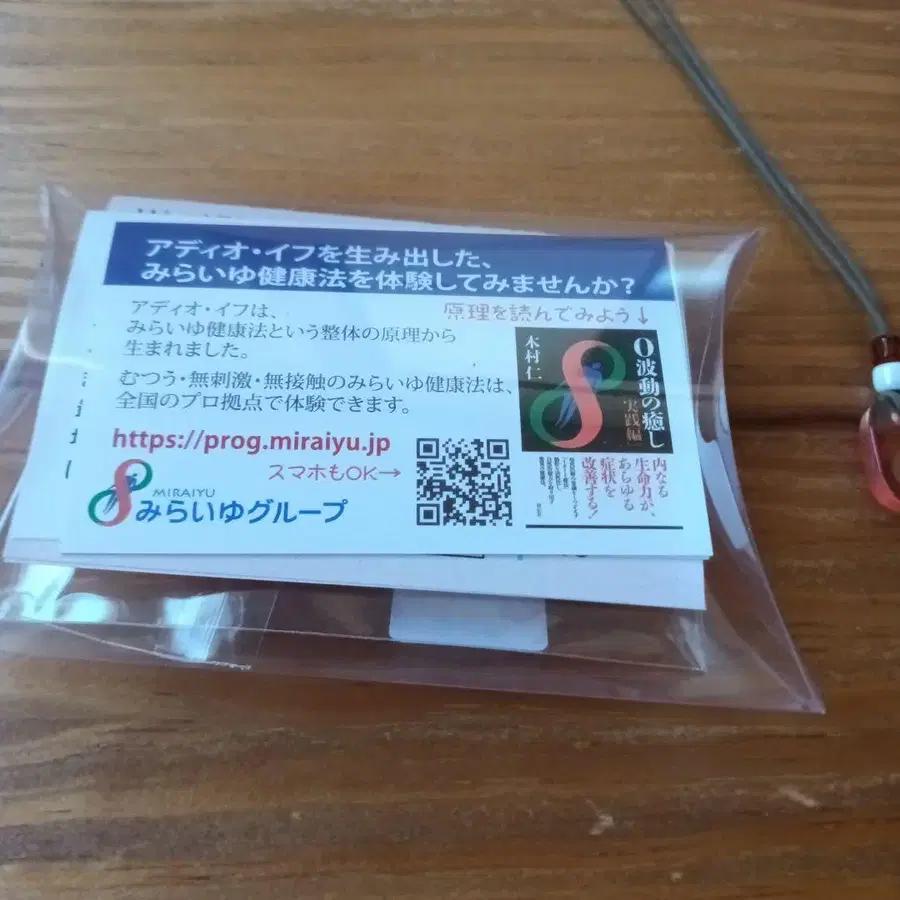 アディオ・イフを生み出した、
みらいゆ健康法を体験してみませんか?
アディオ・イフは、
みらいゆ健康法という整体の原理から
生まれました。
むつう・無刺激・無接触のみらいゆ健康法は、
全国のプロ拠点で体験できます。
https://prog.miraiyu.jp
スマホもOK→
MIRAIYU
みらいゆグループ
原理を読んでみよう↓
0波動の癒し
実践編
木村 仁
内なる
生命力が、
あらゆる
症状を
改善する!